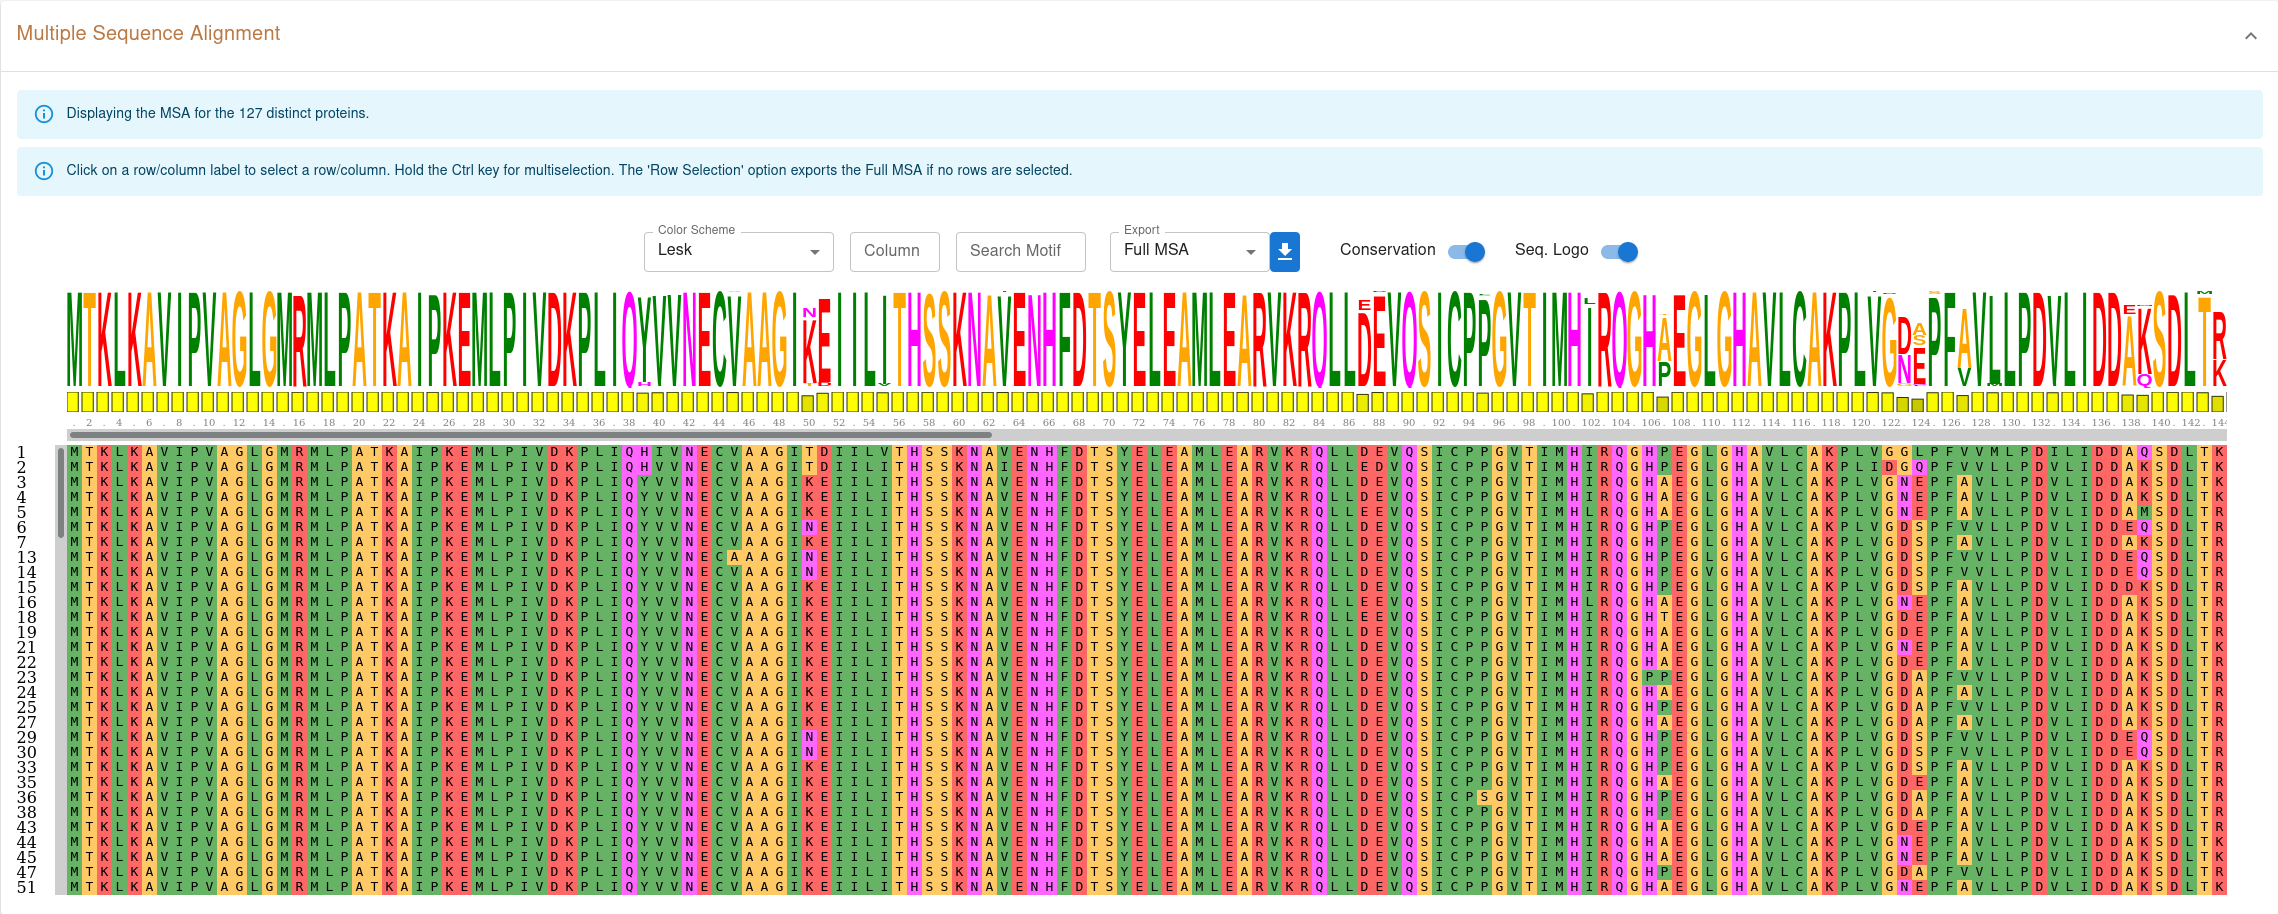 Multiple Sequence Alignment
Displaying the MSA for the 127 distinct proteins.
Click on a row/column label to select a row/column. Hold the Ctrl key for multiselection. The 'Row Selection' option exports the Full MSA if no rows are selected.
Color Scheme Export
Lesk Column Search Motif Full MSA Conservation Seq. Logo
. 2 . 4 . 6 . 8 . 10 . 12 . 14 . 16 . 18 . 20 . 22 . 24 . 26 . 28 . 30 . 32 . 34 . 36 . 38 . 40 . 42 . 44 . 46 . 48 . 50 . 52 . 54 . 56 . 58 . 60 . 62 . 64 . 66 . 68 . 70 . 72 . 74 . 76 . 78 . 80 . 82 . 84 . 86 . 88 . 90 . 92 . 94 . 96 . 98 . 100 . 102 . 104 . 106 . 108 . 110 . 112 . 114 . 116 . 118 . 120 . 122 . 124 . 126 . 128 . 130 . 132 . 134 . 136 . 138 . 140 . 142 . 144
1 MTKLKAVIPVAGLGMRMLPATKAIPKEMLPIVDKPLIQHIVNECVAAGITDIILVTHSSKNAVENHFDTSYELEAMLEARVKRQLLDEVQSICPPGVTIMHIRQGHPEGLGHAVLCAKPLVGGLPFVVMLPDILIDDAQSDLTK
2 MTKLKAVIPVAGLGMRMLPATKAIPKEMLPIVDKPLIQHVVNECVAAGITDIILITHSSKNAIENHFDTSYELEAMLEARVKRQLLEDVQSICPPGVTIMHIRQGHPEGLGHAVLCAKPLIDGQPFVVLLPDVLIDDAKSDLTK
3 MTKLKAVIPVAGLGMRMLPATKAIPKEMLPIVDKPLIQYVVNECVAAGIKEIILITHSSKNAVENHFDTSYELEAMLEARVKRQLLDEVQSICPPGVTIMHIRQGHAEGLGHAVLCAKPLVGNEPFAVLLPDVLIDDAKSDLTK
4 MTKLKAVIPVAGLGMRMLPATKAIPKEMLPIVDKPLIQYVVNECVAAGIKEIILITHSSKNAVENHFDTSYELEAMLEARVKRQLLDEVQSICPPGVTIMHIRQGHAEGLGHAVLCAKPLVGNEPFAVLLPDVLIDDAKSDLTK
5 MTKLKAVIPVAGLGMRMLPATKAIPKEMLPIVDKPLIQYVVNECVAAGIKEIILITHSSKNAVENHFDTSYELEAMLEARVKRQLLEEVQSICPPGVTIMHLRQGHAEGLGHAVLCAKPLVGNEPFAVLLPDVLIDDAMSDLTR
6 MTKLKAVIPVAGLGMRMLPATKAIPKEMLPIVDKPLIQYVVNECVAAGINEIILITHSSKNAVENHFDTSYELEAMLEARVKRQLLDEVQSICPPGVTIMHIRQGHPEGLGHAVLCAKPLVGDSPFVVLLPDVLIDDEQSDLTR
7 MTKLKAVIPVAGLGMRMLPATKAIPKEMLPIVDKPLIQYVVNECVAAGIKEIILITHSSKNAVENHFDTSYELEAMLEARVKRQLLDEVQSICPPGVTIMHIRQGHPEGLGHAVLCAKPLVGDSPFAVLLPDVLIDDAKSDLTR
13 MTKLKAVIPVAGLGMRMLPATKAIPKEMLPIVDKPLIQYVVNECAAAGINEIILITHSSKNAVENHFDTSYELEAMLEARVKRQLLDEVQSICPPGVTIMHIRQGHPEGLGHAVLCAKPLVGDSPFVVLLPDVLIDDEQSDLTR
14 MTKLKAVIPVAGLGMRMLPATKAIPKEMLPIVDKPLIQYVVNECVAAGINEIILITHSSKNAVENHFDTSYELEAMLEARVKRQLLDEVQSICPPGVTIMHIRQGHPEGLGHAVLCAKPLVGDSPFVVLLPDVLIDDEQSDLTR
15 MTKLKAVIPVAGLGMRMLPATKAIPKEMLPIVDKPLIQYVVNECVAAGIKEIILITHSSKNAVENHFDTSYELEAMLEARVKRQLLDEVQSICPPGVTIMHIRQGHPEGLGHAVLCAKPLVGDSPFAVLLPDVLIDDDKSDLTR
16 MTKLKAVIPVAGLGMRMLPATKAIPKEMLPIVDKPLIQYVVNECVAAGIKEIILITHSSKNAVENHFDTSYELEAMLEARVKRQLLEEVQSICPPGVTIMHLRQGHAEGLGHAVLCAKPLVGNEPFAVLLPDVLIDDAKSDLTR
18 MTKLKAVIPVAGLGMRMLPATKAIPKEMLPIVDKPLIQYVVNECVAAGIKEIILITHSSKNAVENHFDTSYELEAMLEARVKRQLLEEVQSICPPGVTIMHIRQGHTEGLGHAVLCAKPLVGDEPFAVLLPDVLIDDAKSDLTR
19 MTKLKAVIPVAGLGMRMLPATKAIPKEMLPIVDKPLIQYVVNECVAAGIKEIILITHSSKNAVENHFDTSYELEAMLEARVKRQLLDEVQSICPPGVTIMHIRQGHAEGLGHAVLCAKPLVGDEPFAVLLPDVLIDDAKSDLTR
21 MTKLKAVIPVAGLGMRMLPATKAIPKEMLPIVDKPLIQYVVNECVAAGIKEIILITHSSKNAVENHFDTSYELEAMLEARVKRQLLDEVQSICPPGVTIMHIRQGHAEGLGHAVLCAKPLVGNEPFAVLLPDVLIDDAKSDLTK
22 MTKLKAVIPVAGLGMRMLPATKAIPKEMLPIVDKPLIQYVVNECVAAGIKEIILITHSSKNAVENHFDTSYELEAMLEARVKRQLLDEVQSICPPGVTIMHIRQGHAEGLGHAVLCAKPLVGDEPFAVLLPDVLIDDAKSDLTR
23 MTKLKAVIPVAGLGMRMLPATKAIPKEMLPIVDKPLIQYVVNECVAAGIKEIILITHSSKNAVENHFDTSYELEAMLEARVKRQLLDEVQSICPPGVTIMHIRQGPPEGLGHAVLCAKPLVGDAPFVVLLPDVLIDDAKSDLTR
24 MTKLKAVIPVAGLGMRMLPATKAIPKEMLPIVDKPLIQYVVNECVAAGIKEIILITHSSKNAVENHFDTSYELEAMLEARVKRQLLDEVQSICPPGVTIMHIRQGHAEGLGHAVLCAKPLVGDAPFAVLLPDVLIDDAKSDLTR
25 MTKLKAVIPVAGLGMRMLPATKAIPKEMLPIVDKPLIQYVVNECVAAGIKEIILITHSSKNAVENHFDTSYELEAMLEARVKRQLLDEVQSICPPGVTIMHIRQGHPEGLGHAVLCAKPLVGDAPFVVLLPDVLIDDAKSDLTR
27 MTKLKAVIPVAGLGMRMLPATKAIPKEMLPIVDKPLIQYVVNECVAAGIKEIILITHSSKNAVENHFDTSYELEAMLEARVKRQLLDEVQSICPPGVTIMHIRQGHAEGLGHAVLCAKPLVGDAPFAVLLPDVLIDDAKSDLTR
29 MTKLKAVIPVAGLGMRMLPATKAIPKEMLPIVDKPLIQYVVNECVAAGINEIILITHSSKNAVENHFDTSYELEAMLEARVKRQLLDEVQSICPPGVTIMHIRQGHPEGLGHAVLCAKPLVGDSPFVVLLPDVLIDDEQSDLTR
30 MTKLKAVIPVAGLGMRMLPATKAIPKEMLPIVDKPLIQYVVNECVAAGINEIILITHSSKNAVENHFDTSYELEAMLEARVKRQLLDEVQSICPPGVTIMHIRQGHPEGLGHAVLCAKPLVGDSPFVVLLPDVLIDDEQSDLTR
33 MTKLKAVIPVAGLGMRMLPATKAIPKEMLPIVDKPLIQYVVNECVAAGIKEIILITHSSKNAVENHFDTSYELEAMLEARVKRQLLDEVQSICPPGVTIMHIRQGHPEGLGHAVLCAKPLVGDSPFAVLLPDVLIDDAKSDLTR
35 MTKLKAVIPVAGLGMRMLPATKAIPKEMLPIVDKPLIQYVVNECVAAGIKEIILITHSSKNAVENHFDTSYELEAMLEARVKRQLLDEVQSICPPGVTIMHIRQGHAEGLGHAVLCAKPLVGDEPFAVLLPDVLIDDAKSDLTR
36 MTKLKAVIPVAGLGMRMLPATKAIPKEMLPIVDKPLIQYVVNECVAAGIKEIILITHSSKNAVENHFDTSYELEAMLEARVKRQLLDEVQSICPSGVTIMHIRQGHPEGLGHAVLCAKPLVGDAPFAVLLPDVLIDDAKSDLTR
38 MTKLKAVIPVAGLGMRMLPATKAIPKEMLPIVDKPLIQYVVNECVAAGIKEIILITHSSKNAVENHFDTSYELEAMLEARVKRQLLDEVQSICPPGVTIMHIRQGHPEGLGHAVLCAKPLVGDAPFAVLLPDVLIDDAKSDLTR
43 MTKLKAVIPVAGLGMRMLPATKAIPKEMLPIVDKPLIQYVVNECVAAGIKEIILITHSSKNAVENHFDTSYELEAMLEARVKRQLLDEVQSICPPGVTIMHIRQGHAEGLGHAVLCAKPLVGDEPFAVLLPDVLIDDAKSDLTR
44 MTKLKAVIPVAGLGMRMLPATKAIPKEMLPIVDKPLIQYVVNECVAAGIKEIILITHSSKNAVENHFDTSYELEAMLEARVKRQLLDEVQSICPPGVTIMHIRQGHAEGLGHAVLCAKPLVGNEPFAVLLPDVLIDDAKSDLTK
45 MTKLKAVIPVAGLGMRMLPATKAIPKEMLPIVDKPLIQYVVNECVAAGIKEIILITHSSKNAVENHFDTSYELEAMLEARVKRQLLDEVQSICPPGVTIMHIRQGHAEGLGHAVLCAKPLVGNEPFAVLLPDVLIDDAKSDLTK
47 MTKLKAVIPVAGLGMRMLPATKAIPKEMLPIVDKPLIQYVVNECVAAGIKEIILITHSSKNAVENHFDTSYELEAMLEARVKRQLLDEVQSICPPGVTIMHIRQGHPEGLGHAVLCAKPLVGDAPFVVLLPDVLIDDAKSDLTR
51 MTKLKAVIPVAGLGMRMLPATKAIPKEMLPIVDKPLIQYVVNECVAAGIKEIILITHSSKNAVENHFDTSYELEAMLEARVKRQLLDEVQSICPPGVTIMHIRQGHAEGLGHAVLCAKPLVGNEPFAVLLPDVLIDDAKSDLTK